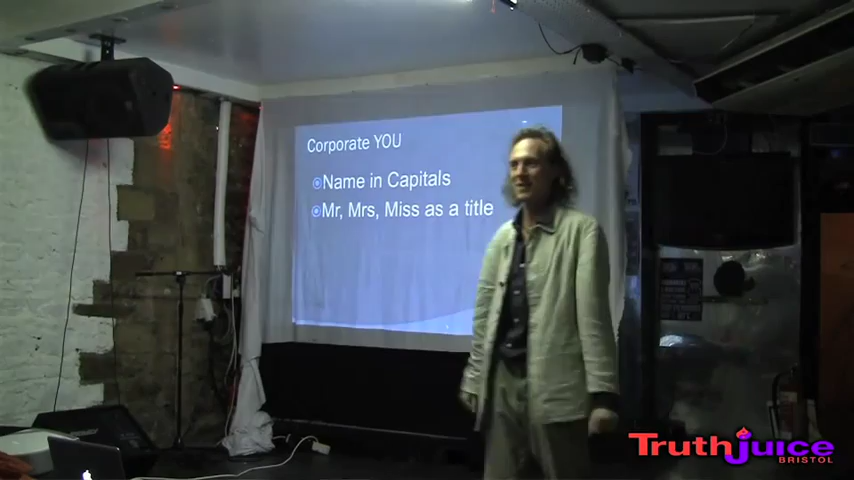 Corporate YOU
Name in Capitals
Mr, Mrs, Miss as a title
Truthjuice
BRISTOL